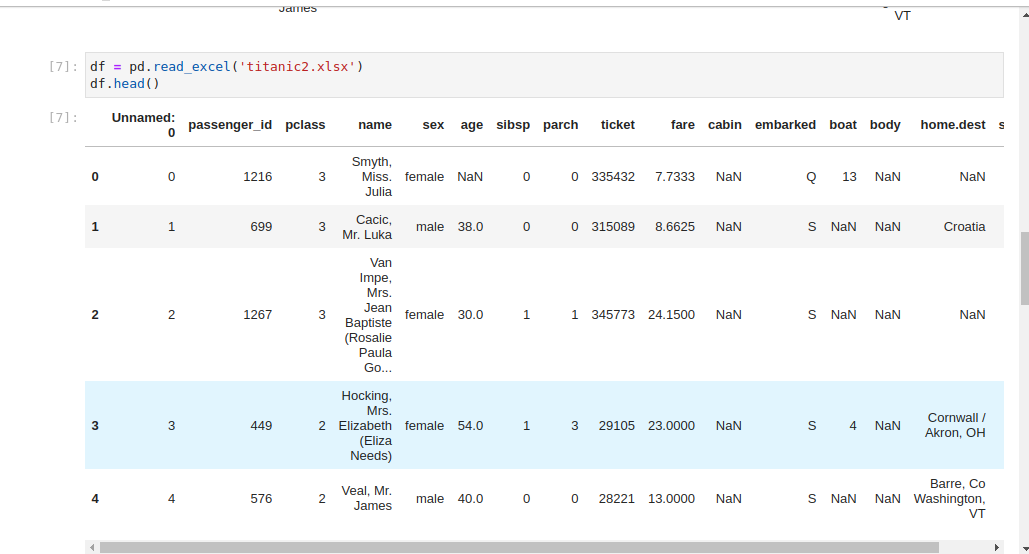 James
VT
[7]: df = pd.read_excel('titanic2.xlsx')
df.head()
[7]: Unnamed: 0 passenger_id pclass name sex age sibsp parch ticket fare cabin embarked boat body home.dest s
0 0 1216 3 Smyth, Miss. Julia female NaN 0 0 335432 7.7333 NaN Q 13 NaN NaN
1 1 699 3 Cacic, Mr. Luka male 38.0 0 0 315089 8.6625 NaN S NaN NaN Croatia
2 2 1267 3 Van Impe, Mrs. Jean Baptiste (Rosalie Paula Go... female 30.0 1 1 345773 24.1500 NaN S NaN NaN NaN
3 3 449 2 Hocking, Mrs. Elizabeth (Eliza Needs) female 54.0 1 3 29105 23.0000 NaN S 4 NaN Cornwall / Akron, OH
4 4 576 2 Veal, Mr. James male 40.0 0 0 28221 13.0000 NaN S NaN NaN Barre, Co Washington, VT